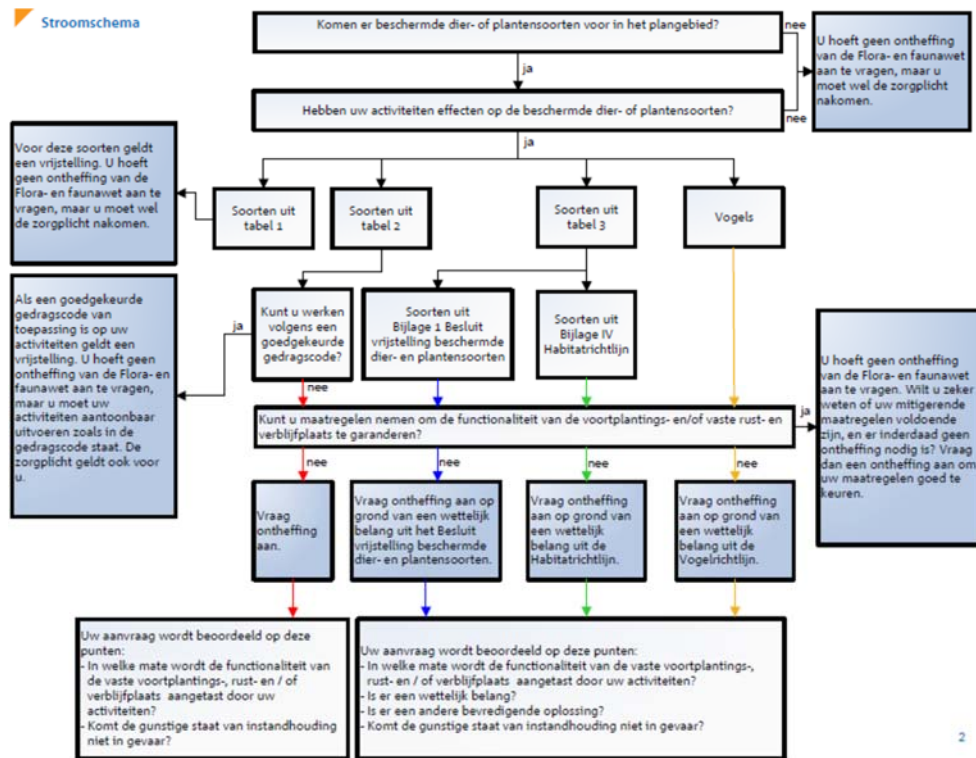 Stroomschema
Komen er beschermde dier- of plantensoorten voor in het plangebied?
nee
U hoeft geen ontheffing
van de Flora- en faunawet
aan te vragen, maar u
moet wel de zorgplicht
nakomen.
ja
Hebben uw activiteiten effecten op de beschermde dier- of plantensoorten?
nee
ja
Voor deze soorten geldt
een vrijstelling. U hoeft
geen ontheffing van de
Flora- en faunawet aan te
vragen, maar u moet wel
de zorgplicht nakomen.
Soorten uit
tabel 1
Soorten uit
tabel 2
Soorten uit
tabel 3
Vogels
Als een goedgekeurde
gedragscode van
toepassing is op uw
activiteiten geldt een
vrijstelling. U hoeft geen
ontheffing van de Flora- en
faunawet aan te vragen,
maar u moet uw
activiteiten aantoonbaar
uitvoeren zoals in de
gedragscode staat. De
zorgplicht geldt ook voor
u.
ja
Kunt u werken
volgens een
goedgekeurde
gedragscode?
Soorten uit
Bijlage 1 Besluit
vrijstelling beschermde
dier- en plantensoorten
Soorten uit
Bijlage IV
Habitatrichtlijn
nee
Kunt u maatregelen nemen om de functionaliteit van de voortplantings- en/of vaste rust- en
verblijfplaats te garanderen?
ja
U hoeft geen ontheffing
van de Flora- en faunawet
aan te vragen. Wilt u zeker
weten of uw mitigerende
maatregelen voldoende
zijn, en er inderdaad geen
ontheffing nodig is? Vraag
dan een ontheffing aan om
uw maatregelen goed te
keuren.
nee
nee
nee
nee
Vraag
ontheffing
aan.
Vraag ontheffing aan op
grond van een wettelijk
belang uit het Besluit
vrijstelling beschermde
dier- en plantensoorten.
Vraag ontheffing
aan op grond van
een wettelijk
belang uit de
Habitatrichtlijn.
Vraag ontheffing
aan op grond van
een wettelijk
belang uit de
Vogelrichtlijn.
Uw aanvraag wordt beoordeeld op deze
punten:
- In welke mate wordt de functionaliteit van
de vaste voortplantings-, rust- en / of
verblijfplaats aangetast door uw
activiteiten?
- Komt de gunstige staat van instandhouding
niet in gevaar?
Uw aanvraag wordt beoordeeld op deze punten:
- In welke mate wordt de functionaliteit van de vaste voortplantings-,
rust- en / of verblijfplaats aangetast door uw activiteiten?
- Is er een wettelijk belang?
- Is er een andere bevredigende oplossing?
- Komt de gunstige staat van instandhouding niet in gevaar?
2